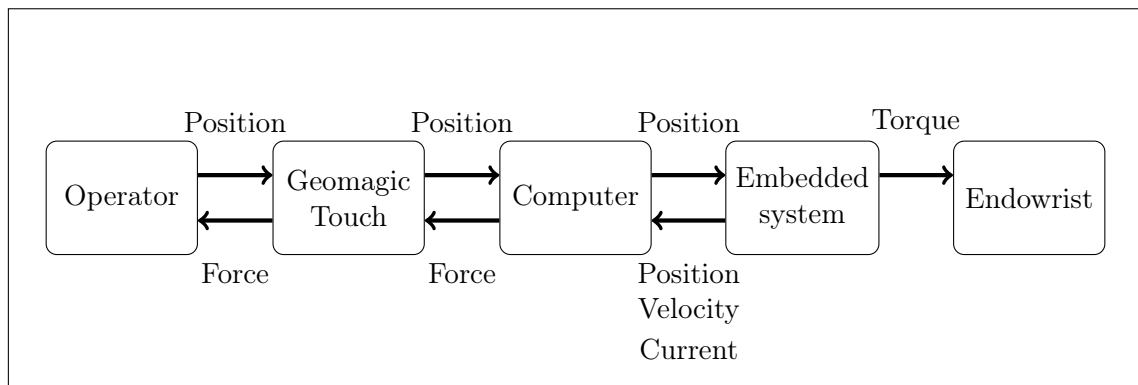 Position
Position
Position
Torque
Operator
Geomagic
Touch
Computer
Embedded
system
Endowrist
Force
Force
Position
Velocity
Current